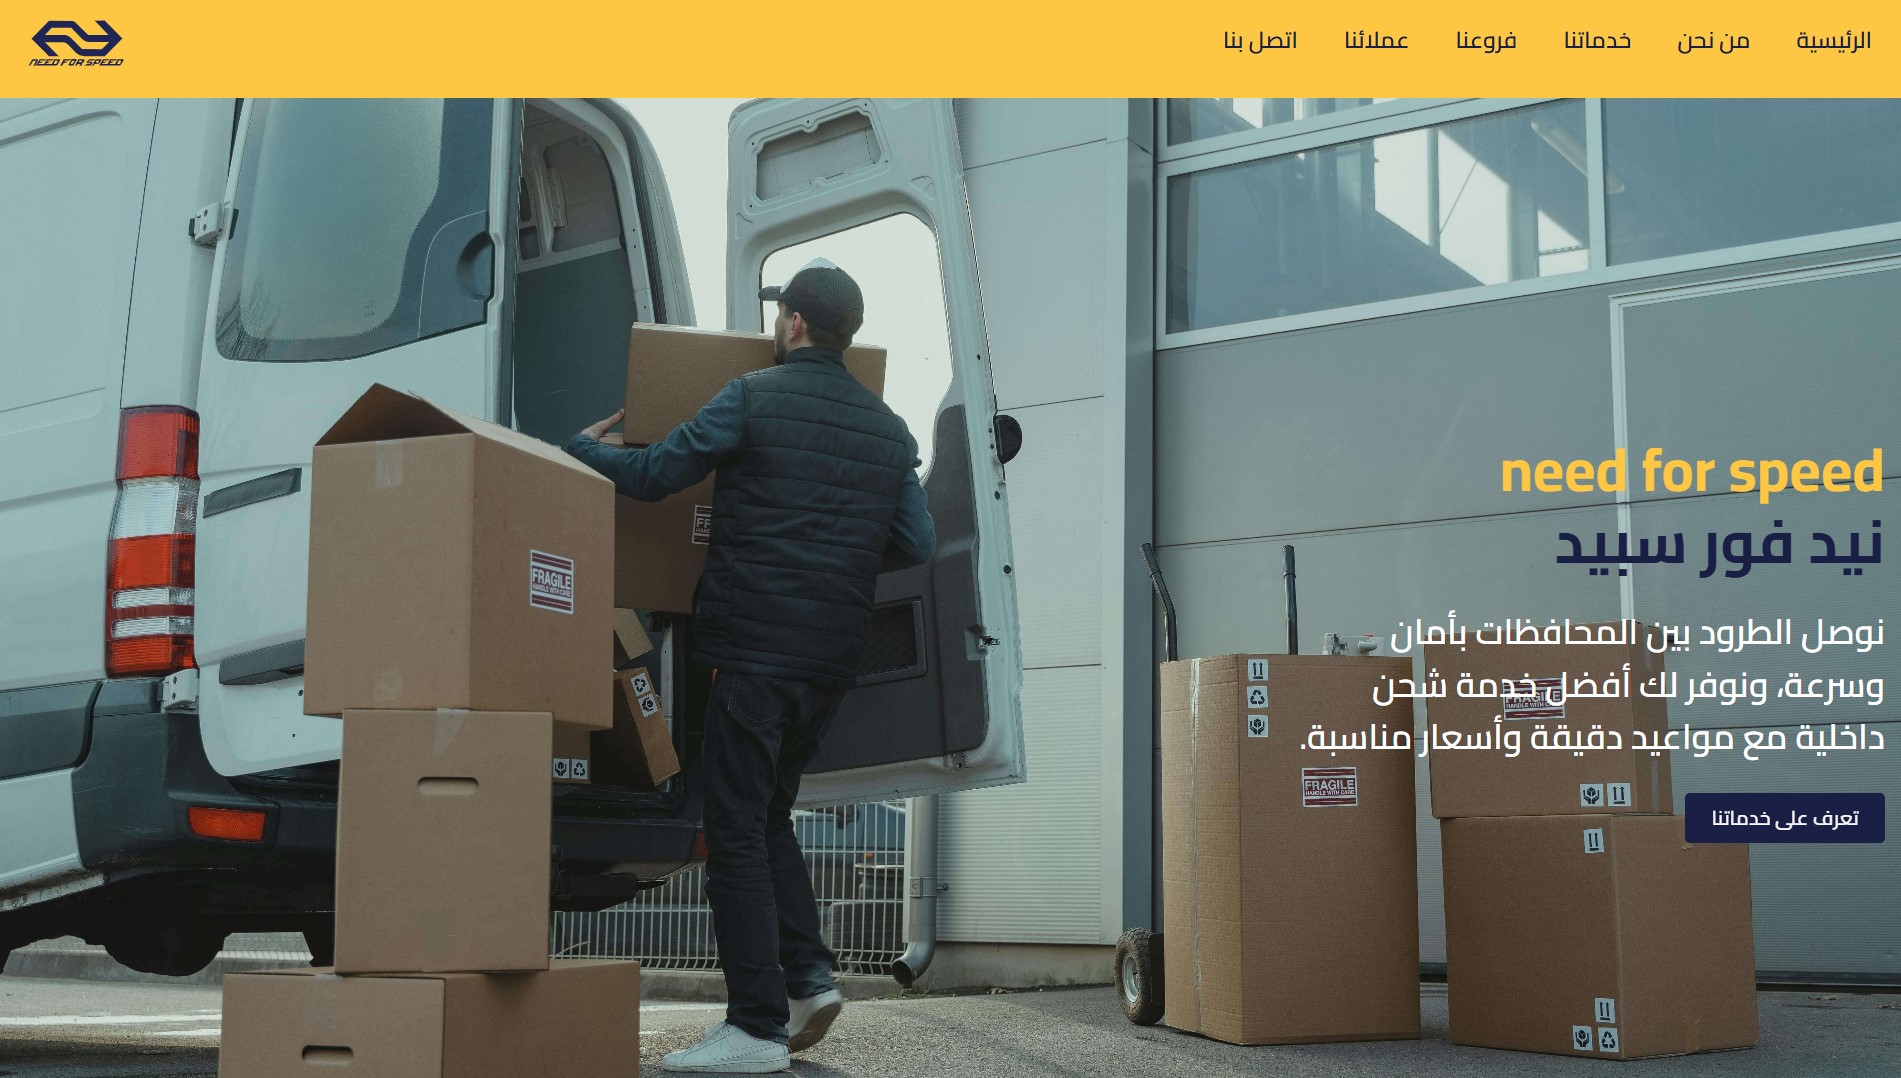 NEED FOR SPEED
الرئيسية
من نحن
خدماتنا
فروعنا
عملائنا
اتصل بنا
need for speed
نيد فور سبيد
نوصل الطرود بين المحافظات بأمان
وسرعة، ونوفر لك أفضل خدمة شحن
داخلية مع مواعيد دقيقة وأسعار مناسبة.
تعرف على خدماتنا
FRAGILE
HANDLE WITH CARE
FRAGILE
HANDLE WITH CARE
FRAGILE
HANDLE WITH CARE